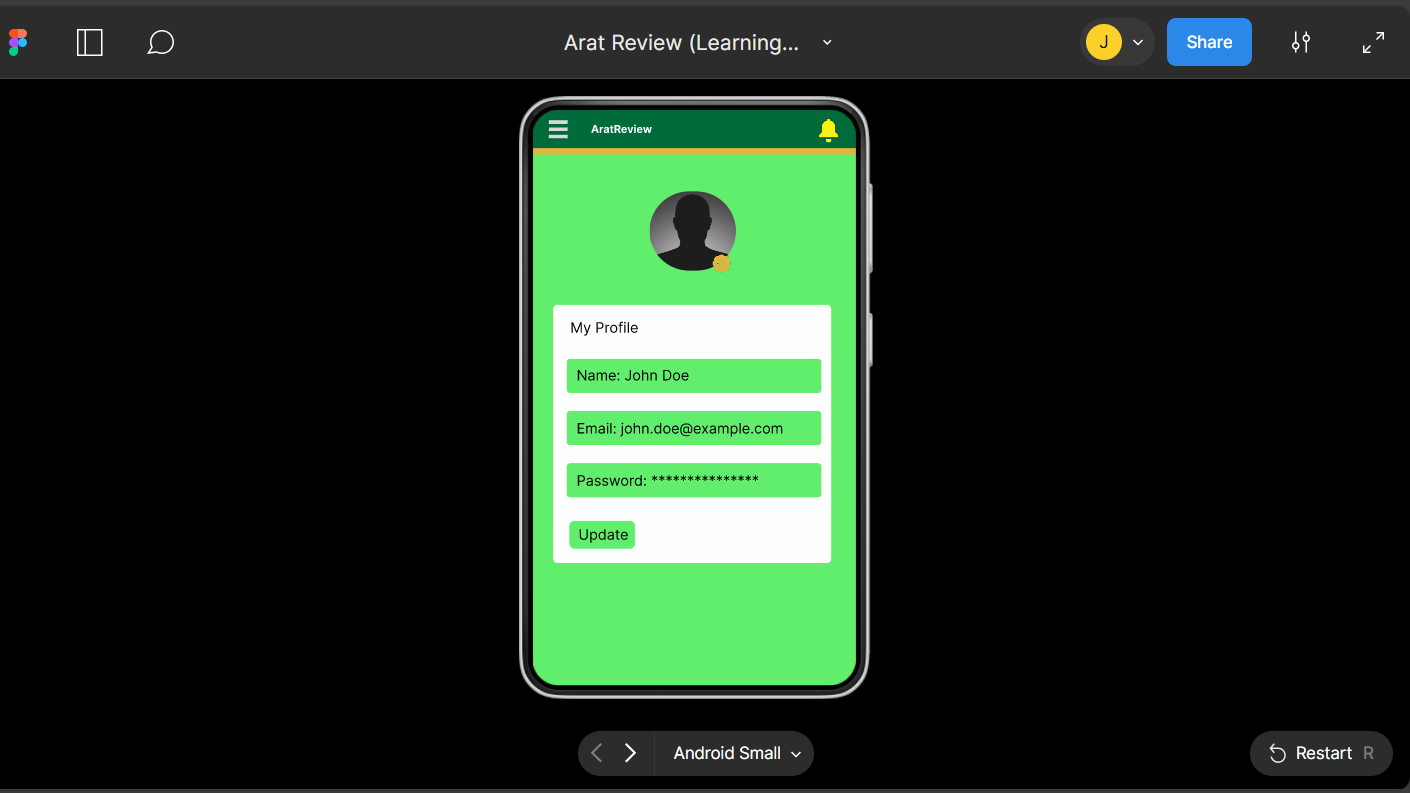 Arat Review (Learning...
J
Share
AratReview
My Profile
Name: John Doe
Email: john.doe@example.com
Password: ***************
Update
Android Small
Restart R